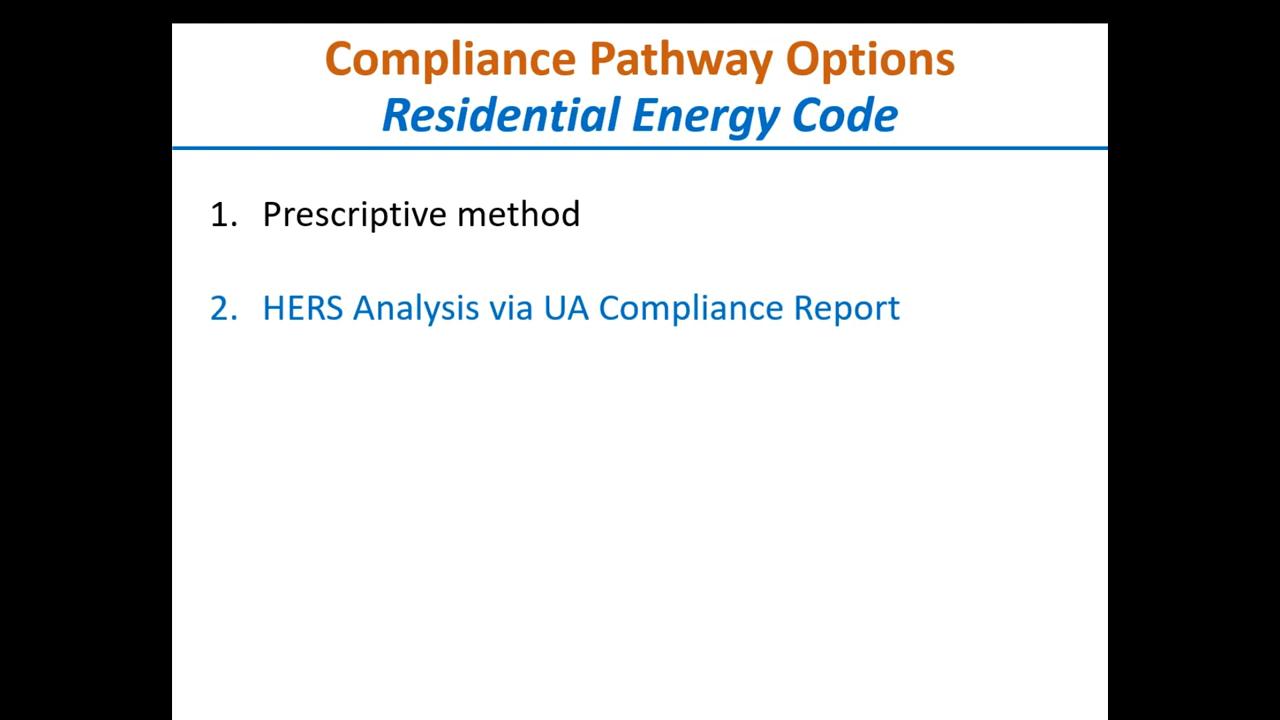 Compliance Pathway Options
Residential Energy Code
1. Prescriptive method
2. HERS Analysis via UA Compliance Report